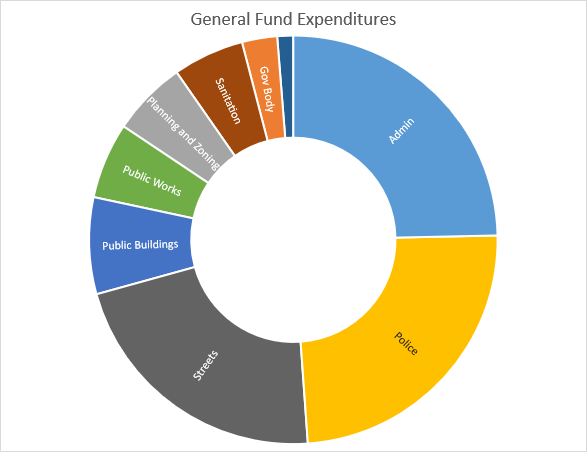 General Fund Expenditures
Admin
Police
Streets
Public Buildings
Public Works
Planning and Zoning
Sanitation
Gov Body